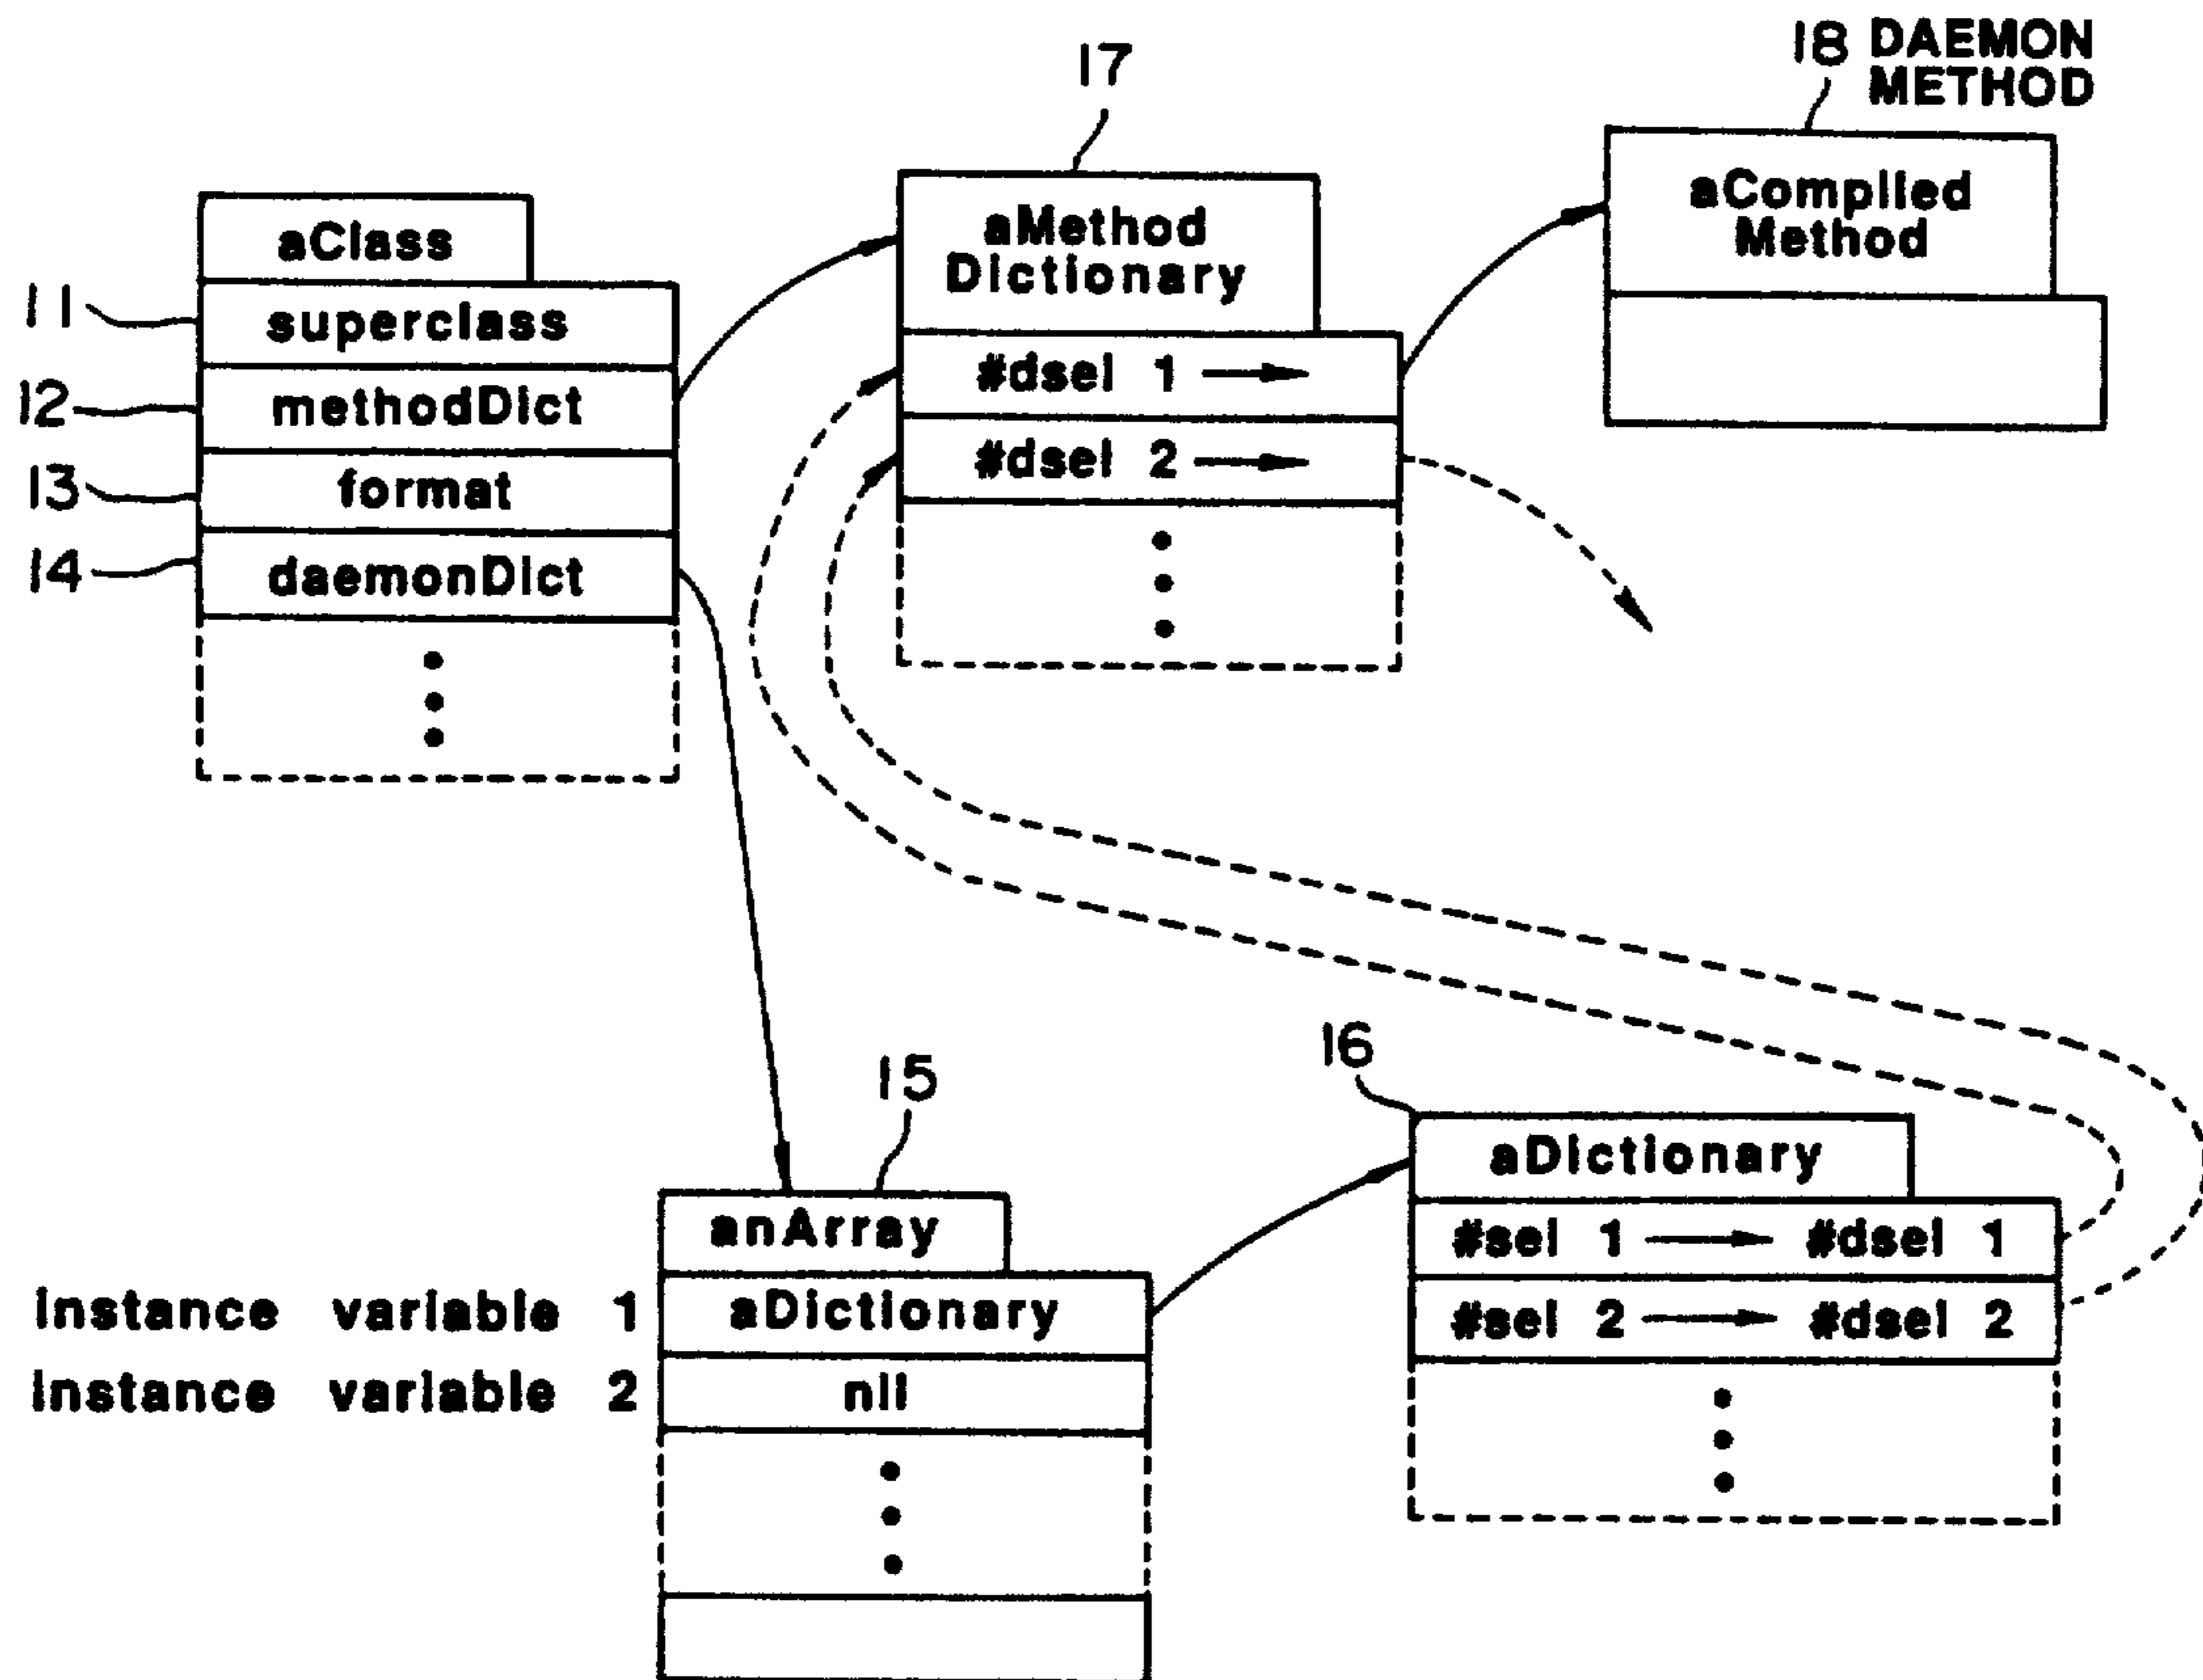 18 DAEMON
METHOD
17
aCompiled
Method
aMethod
Dictionary
#dsel 1
#dsel 2
aClass
11 superclass
12 methodDict
13 format
14 daemonDict
15
anArray
Instance variable 1 aDictionary
Instance variable 2 nil
16
aDictionary
#sel 1 → #dsel 1
#sel 2 → #dsel 2